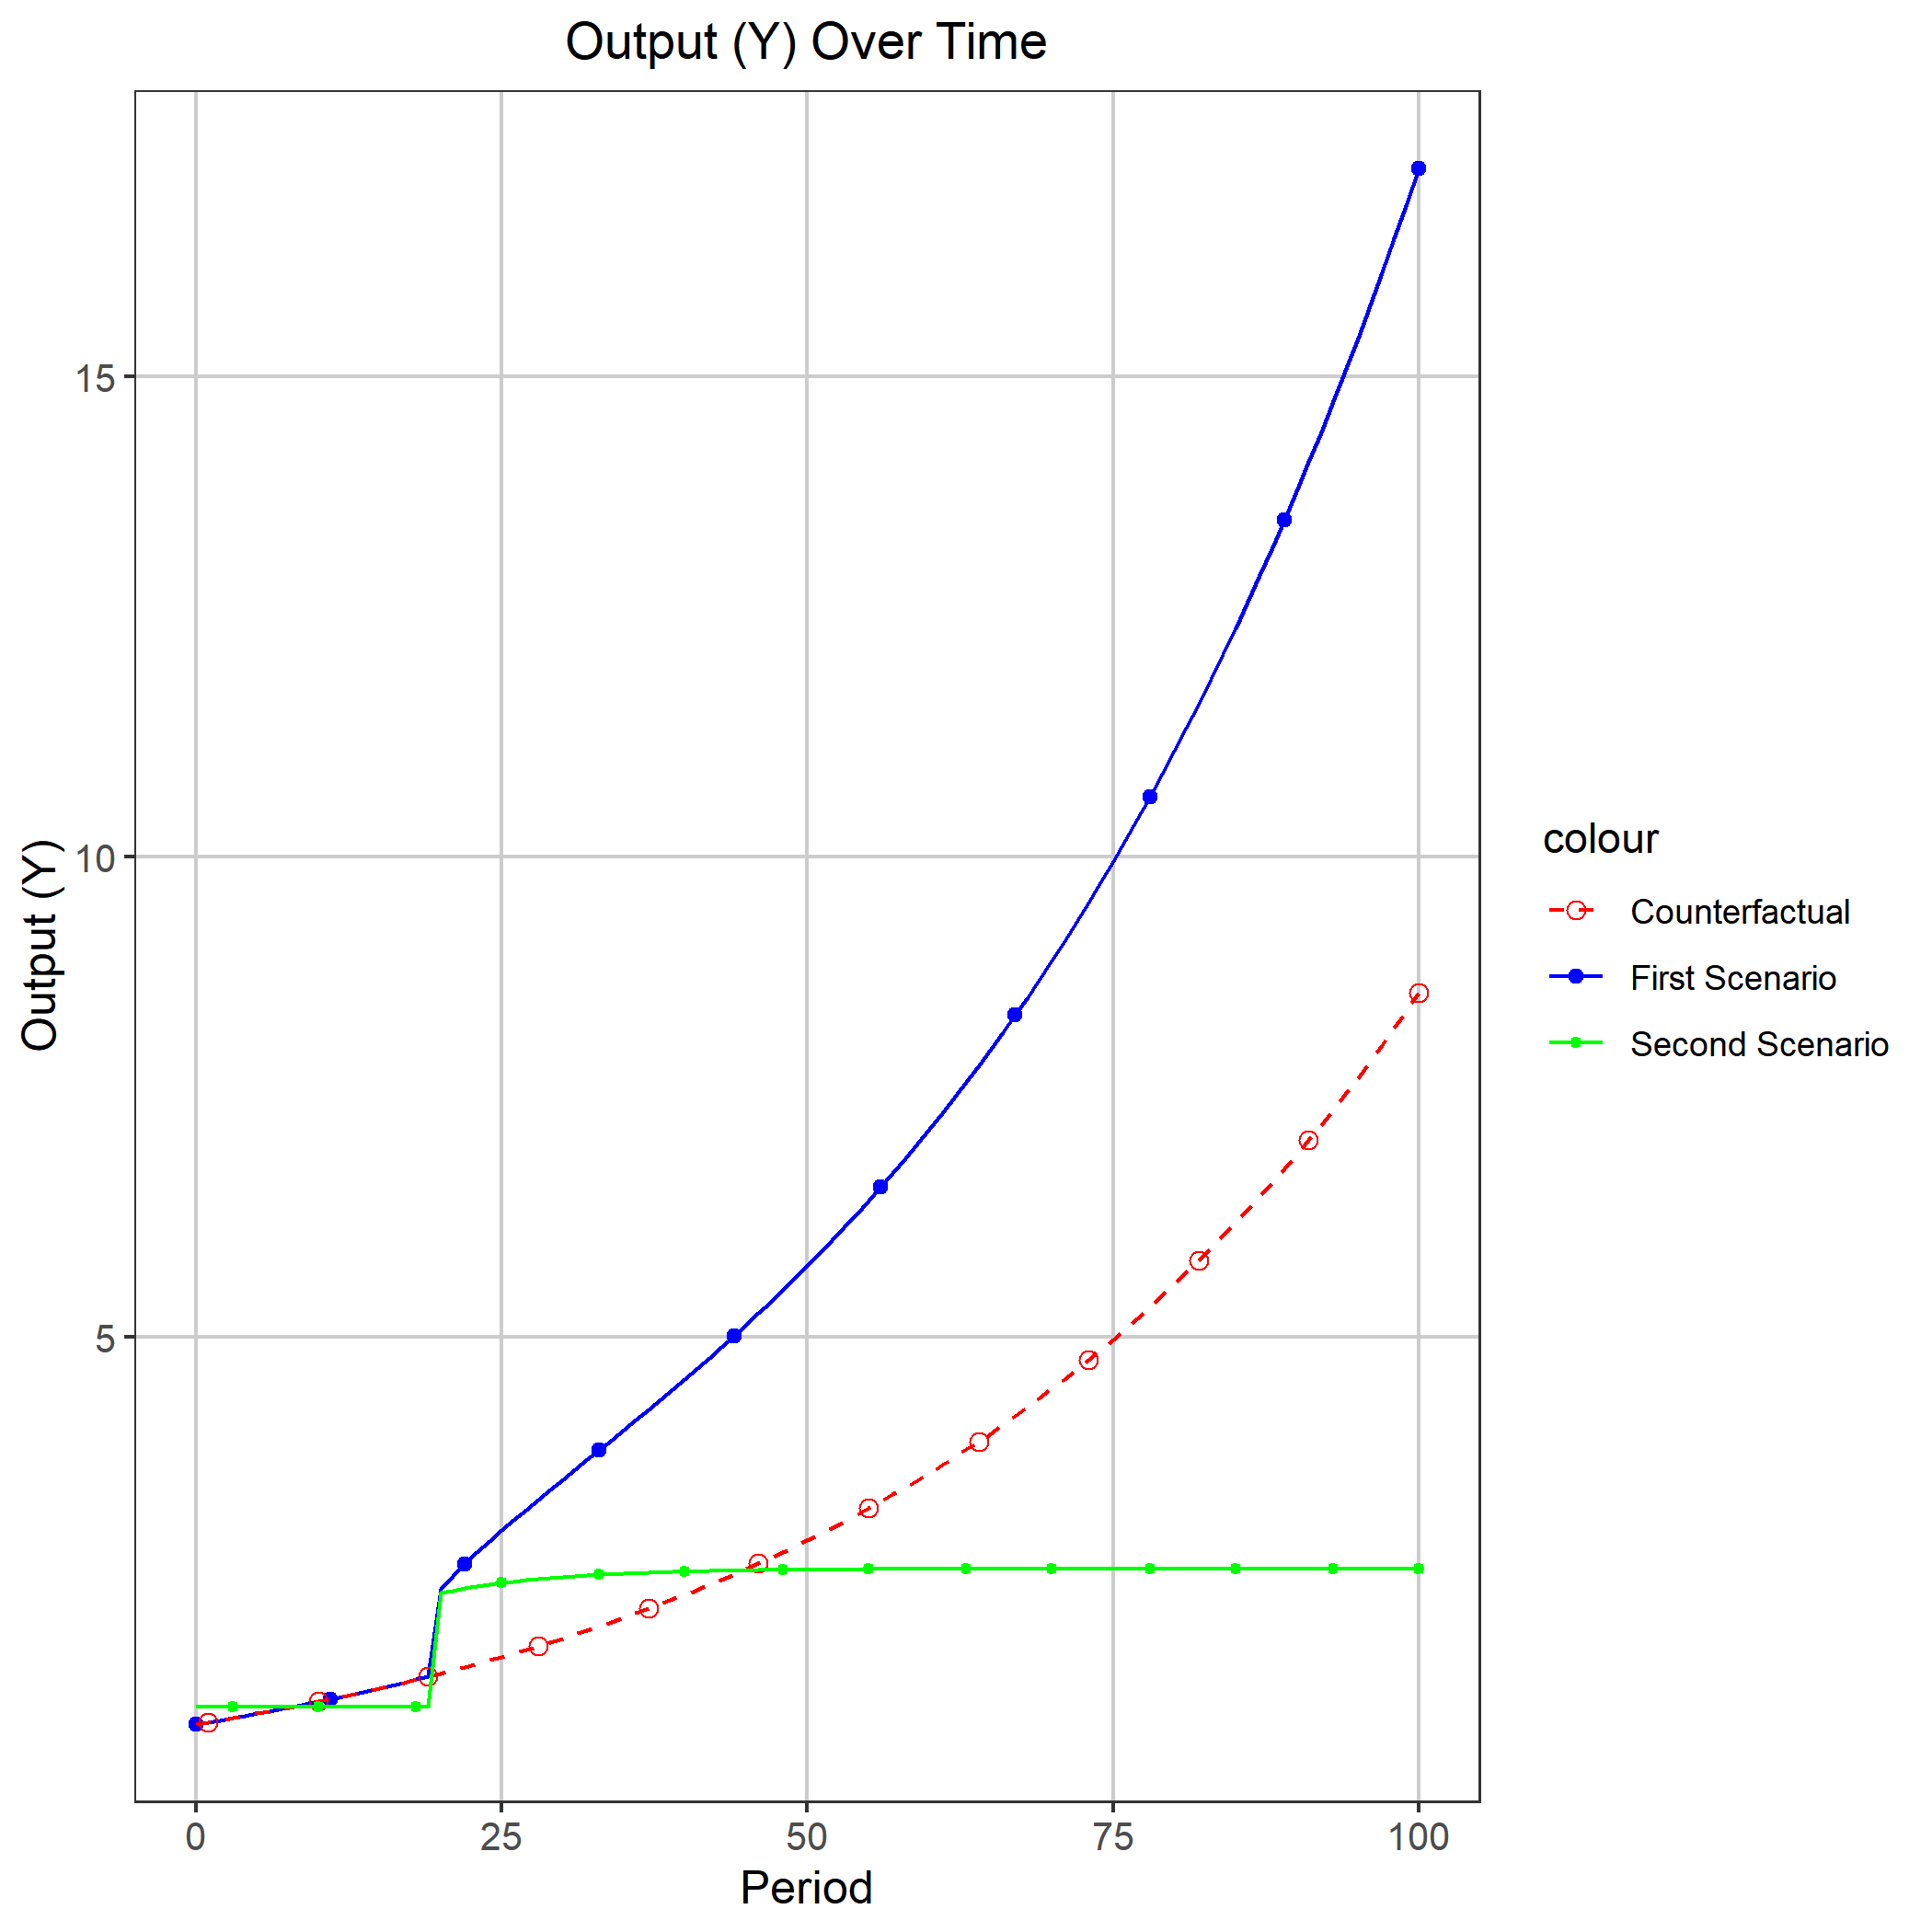 Output (Y) Over Time
Output (Y)
15
10
5
0 25 50 75 100
Period
colour
Counterfactual
First Scenario
Second Scenario